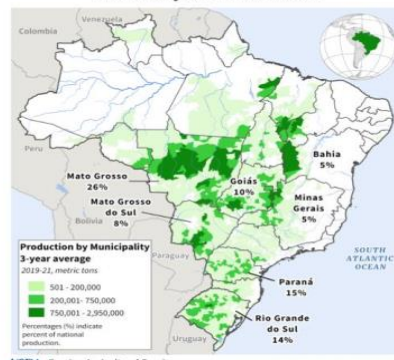 Venezuela
Colombia
Peru
Bolivia
Paraguay
Uruguay
SOUTH
ATLANTIC
OCEAN
Mato Grosso
26%
Mato Grosso
do Sul
8%
Goiás
10%
Bahia
5%
Minas
Gerais
5%
Paraná
15%
Rio Grande
do Sul
14%
Production by Municipality
3-year average
2019-21, metric tons
501 - 200,000
200,001- 750,000
750,001 - 2,950,000
Percentages (%) indicate
percent of national
production.